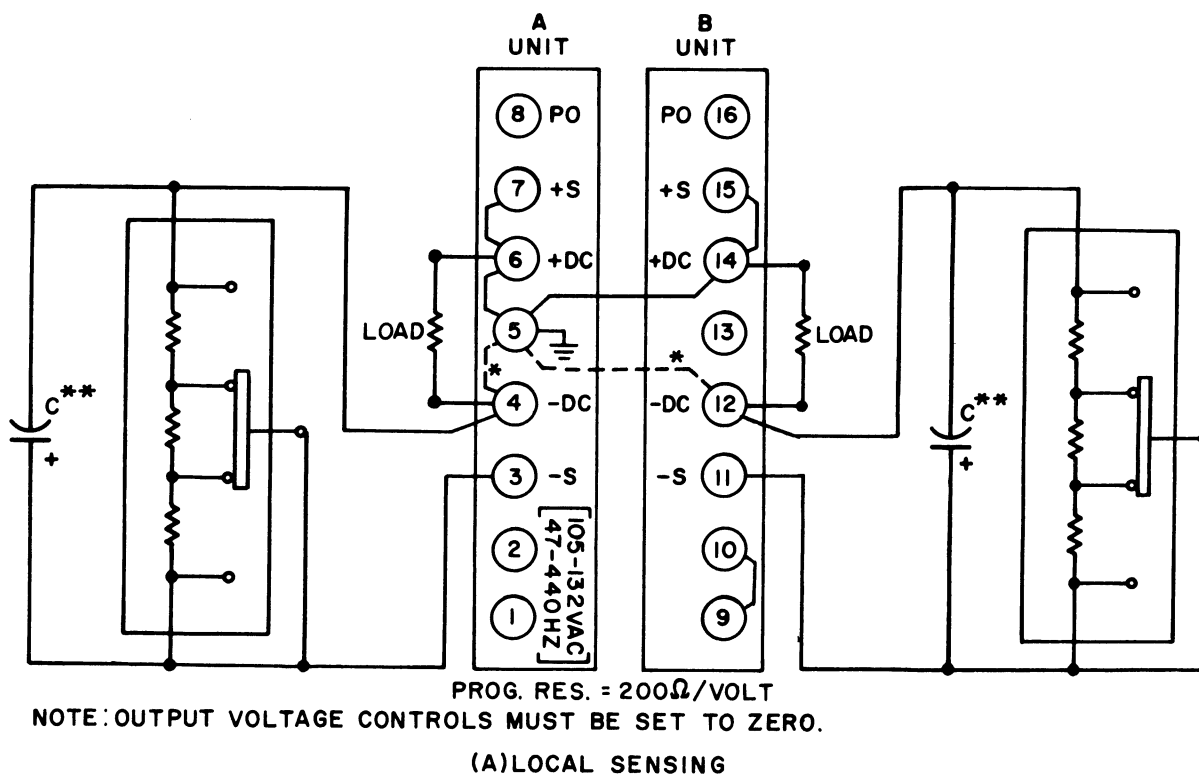 A
UNIT
B
UNIT
8 PO
PO 16
7 +S
+S 15
6 +DC
+DC 14
LOAD
5
13
LOAD
*
*
C**
4 -DC
-DC 12
C**
+
+
3 -S
-S 11
2
10
1
9
[105-132VAC
47-440HZ]
PROG. RES. = 200Ω/VOLT
NOTE: OUTPUT VOLTAGE CONTROLS MUST BE SET TO ZERO.
(A) LOCAL SENSING